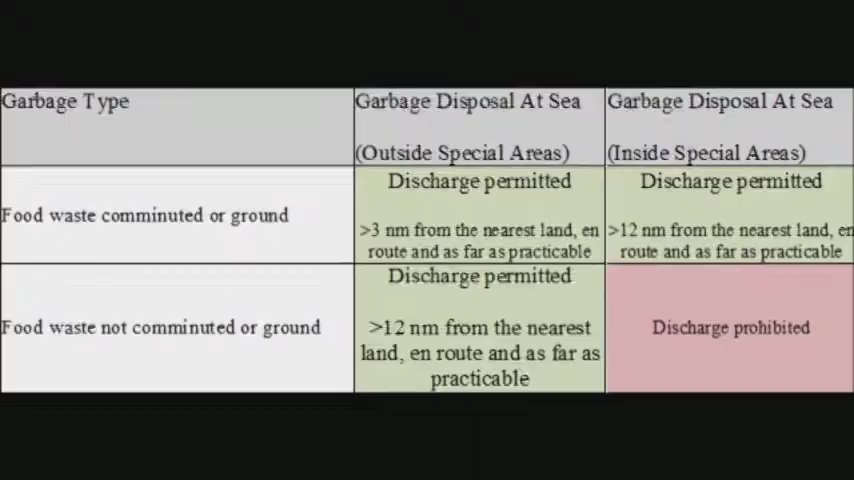 Garbage Type
Garbage Disposal At Sea
(Outside Special Areas)
Garbage Disposal At Sea
(Inside Special Areas)
Food waste comminuted or ground
Discharge permitted
>3 nm from the nearest land, en
route and as far as practicable
Discharge permitted
>12 nm from the nearest land, en
route and as far as practicable
Food waste not comminuted or ground
Discharge permitted
>12 nm from the nearest
land, en route and as far as
practicable
Discharge prohibited